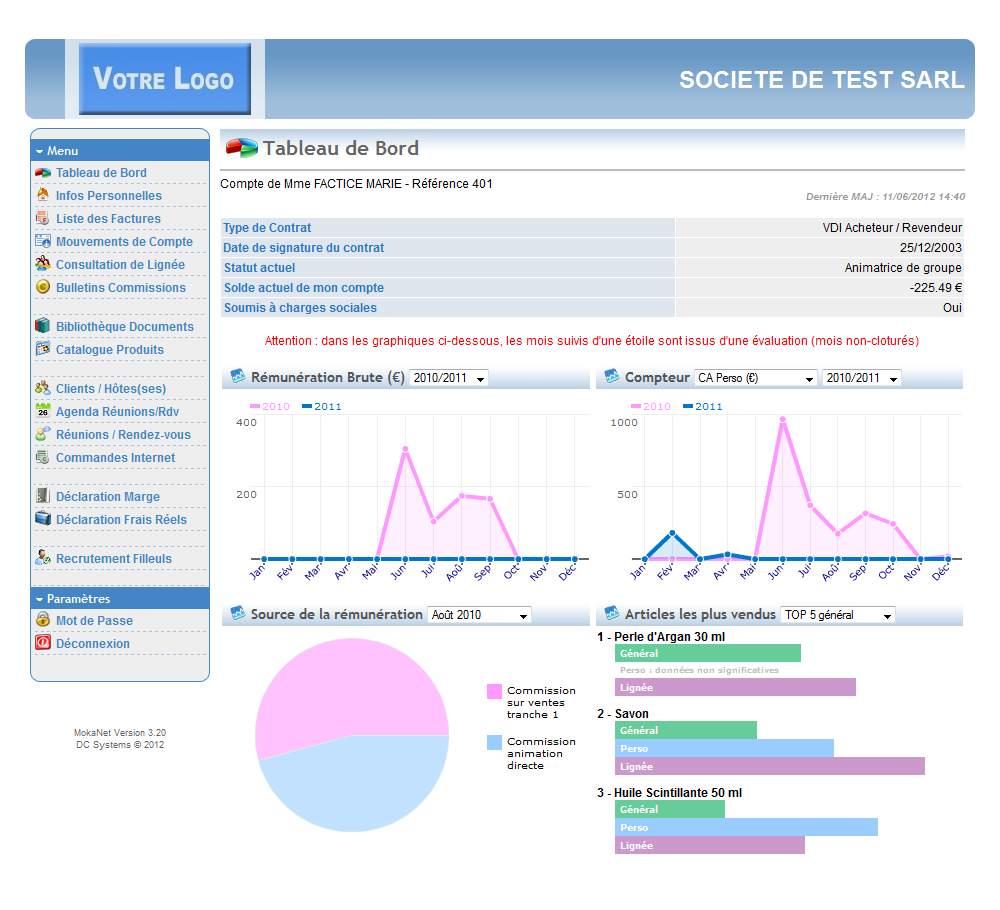 VOTRE LOGO
SOCIETE DE TEST SARL
Menu
Tableau de Bord
Infos Personnelles
Liste des Factures
Mouvements de Compte
Consultation de Lignée
Bulletins Commissions
Bibliothèque Documents
Catalogue Produits
Clients / Hôtes(ses)
26
Agenda Réunions/Rdv
Réunions / Rendez-vous
Commandes Internet
Déclaration Marge
Déclaration Frais Réels
Recrutement Filleuls
Paramètres
Mot de Passe
Déconnexion
MokaNet Version 3.20
DC Systems © 2012
Tableau de Bord
Compte de Mme FACTICE MARIE - Référence 401
Dernière MAJ : 11/06/2012 14:40
Type de Contrat VDI Acheteur / Revendeur
Date de signature du contrat 25/12/2003
Statut actuel Animatrice de groupe
Solde actuel de mon compte -225.49 €
Soumis à charges sociales Oui
Attention : dans les graphiques ci-dessous, les mois suivis d'une étoile sont issus d'une évaluation (mois non-cloturés)
Rémunération Brute (€) 2010/2011
2010 2011
400
200
Jan Fév Mar Avr Mai Jun Jul Aoû Sep Oct Nov Déc
Compteur CA Perso (€) 2010/2011
2010 2011
1000
500
Jan Fév Mar Avr Mai Jun Jul Aoû Sep Oct Nov Déc
Source de la rémunération Août 2010
Commission
sur ventes
tranche 1
Commission
animation
directe
Articles les plus vendus TOP 5 général
1 - Perle d'Argan 30 ml
Général
Perso : données non significatives
Lignée
2 - Savon
Général
Perso
Lignée
3 - Huile Scintillante 50 ml
Général
Perso
Lignée